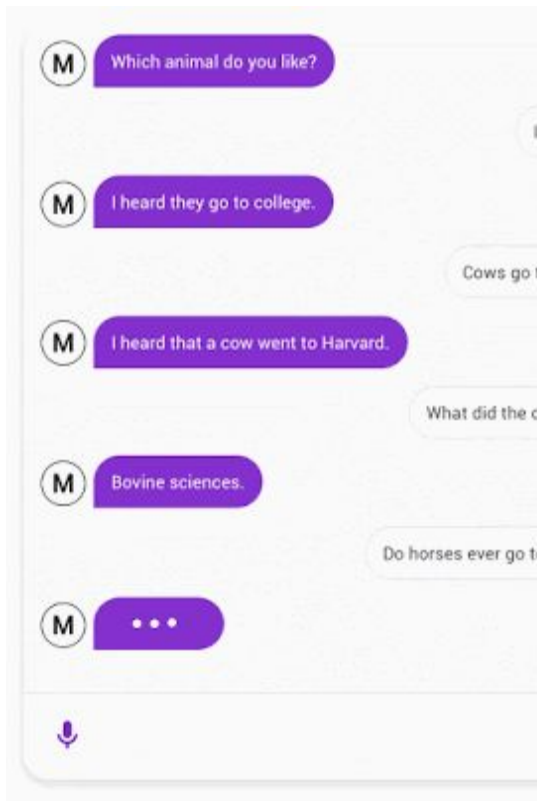 M
Which animal do you like?
M
I heard they go to college.
Cows go
M
I heard that a cow went to Harvard.
What did the
M
Bovine sciences.
Do horses ever go
M